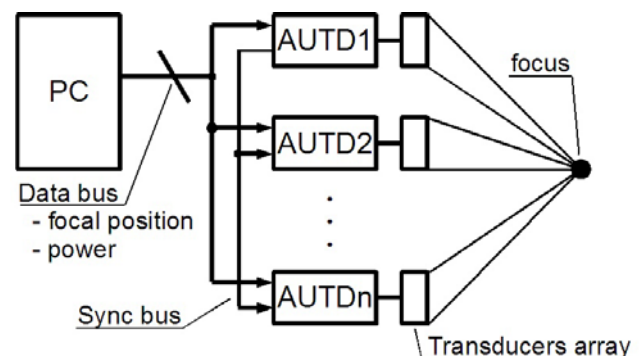 PC
AUTD1
focus
AUTD2
Data bus
- focal position
- power
AUTDn
Sync bus
Transducers array